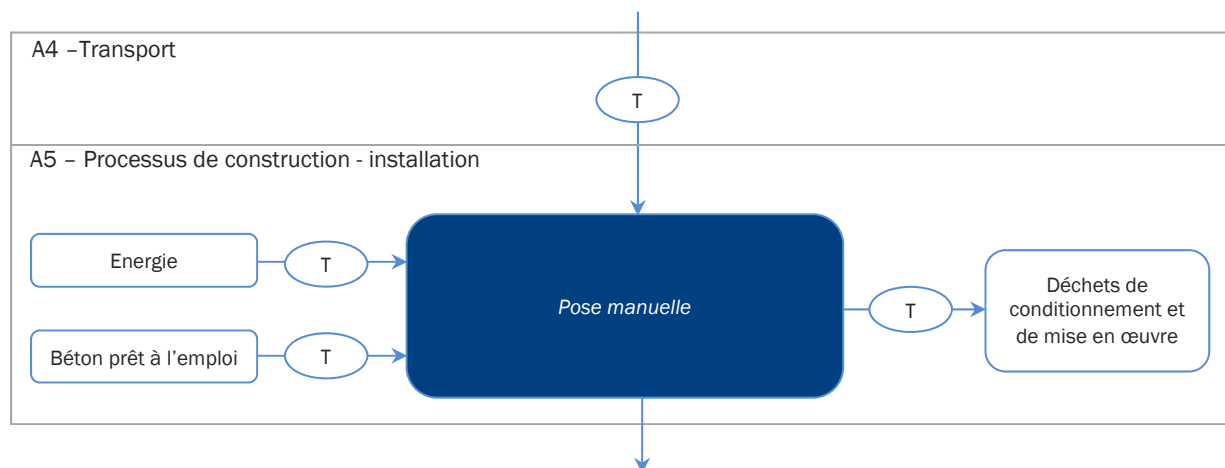 A4 –Transport
T
A5 – Processus de construction - installation
Energie
T
Béton prêt à l’emploi
T
Pose manuelle
T
Déchets de
conditionnement et
de mise en œuvre